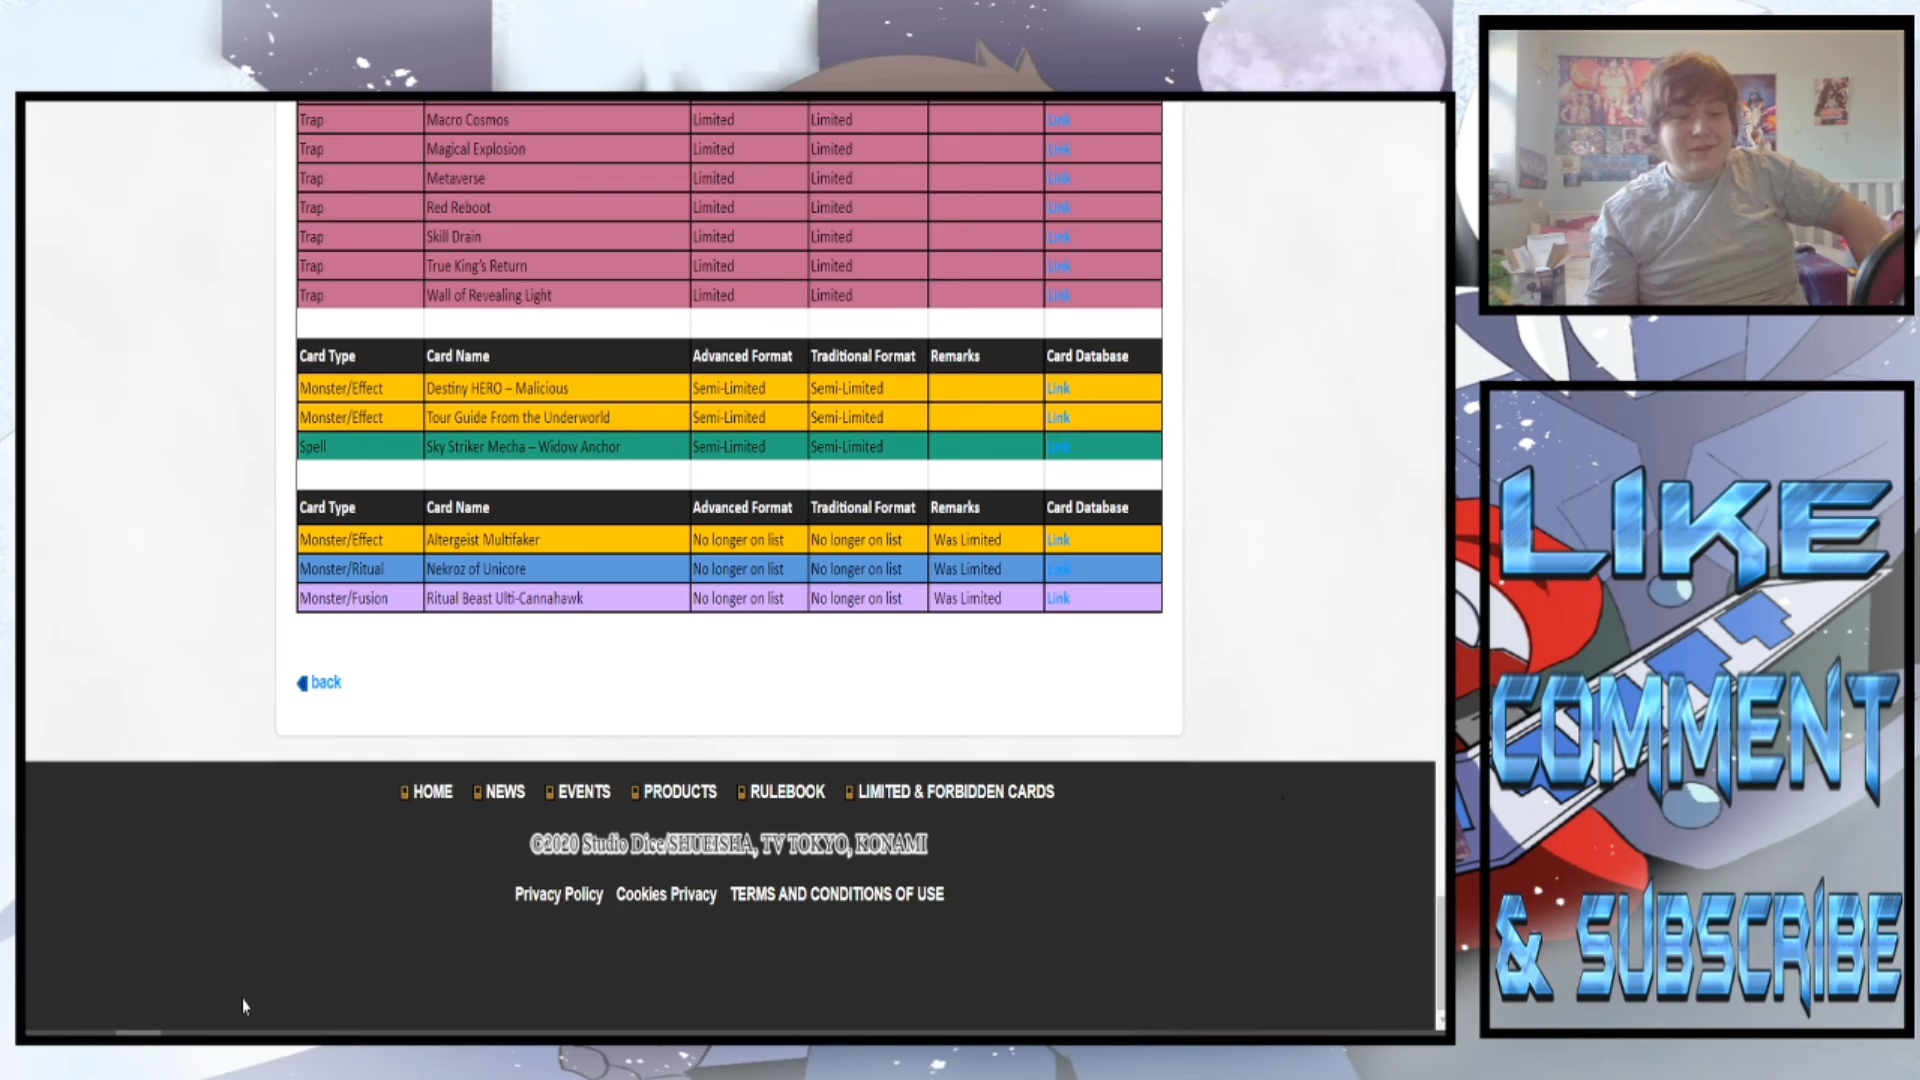 Trap Macro Cosmos Limited Limited Link
Trap Magical Explosion Limited Limited Link
Trap Metaverse Limited Limited Link
Trap Red Reboot Limited Limited Link
Trap Skill Drain Limited Limited Link
Trap True King's Return Limited Limited Link
Trap Wall of Revealing Light Limited Limited Link
Card Type Card Name Advanced Format Traditional Format Remarks Card Database
Monster/Effect Destiny HERO – Malicious Semi-Limited Semi-Limited Link
Monster/Effect Tour Guide From the Underworld Semi-Limited Semi-Limited Link
Spell Sky Striker Mecha – Widow Anchor Semi-Limited Semi-Limited Link
Card Type Card Name Advanced Format Traditional Format Remarks Card Database
Monster/Effect Altergeist Multifaker No longer on list No longer on list Was Limited Link
Monster/Ritual Nekroz of Unicore No longer on list No longer on list Was Limited Link
Monster/Fusion Ritual Beast Ulti-Cannahawk No longer on list No longer on list Was Limited Link
back
HOME NEWS EVENTS PRODUCTS RULEBOOK LIMITED & FORBIDDEN CARDS
©2020 Studio Dice/SHUEISHA, TV TOKYO, KONAMI
Privacy Policy Cookies Privacy TERMS AND CONDITIONS OF USE
LIKE
COMMENT
& SUBSCRIBE